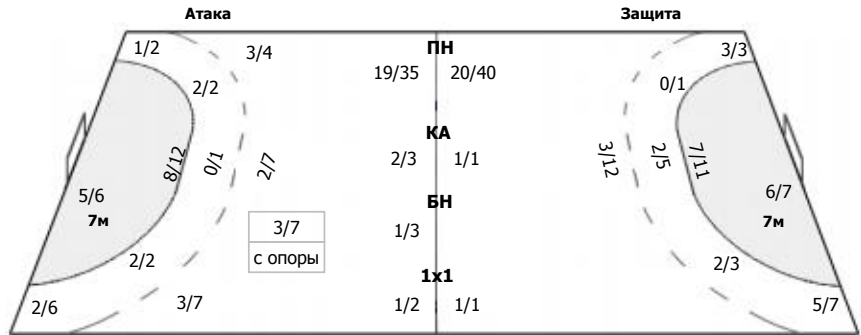 Атака Защита
1/2 3/4 ПН 3/3
19/35 20/40
2/2 0/1
КА
8/12 0/1 2/7 2/3 1/1 3/12 2/5 7/11
5/6 6/7
7м 7м
БН
3/7 1/3
с опоры
2/2 2/3
1x1
2/6 3/7 1/2 1/1 5/7